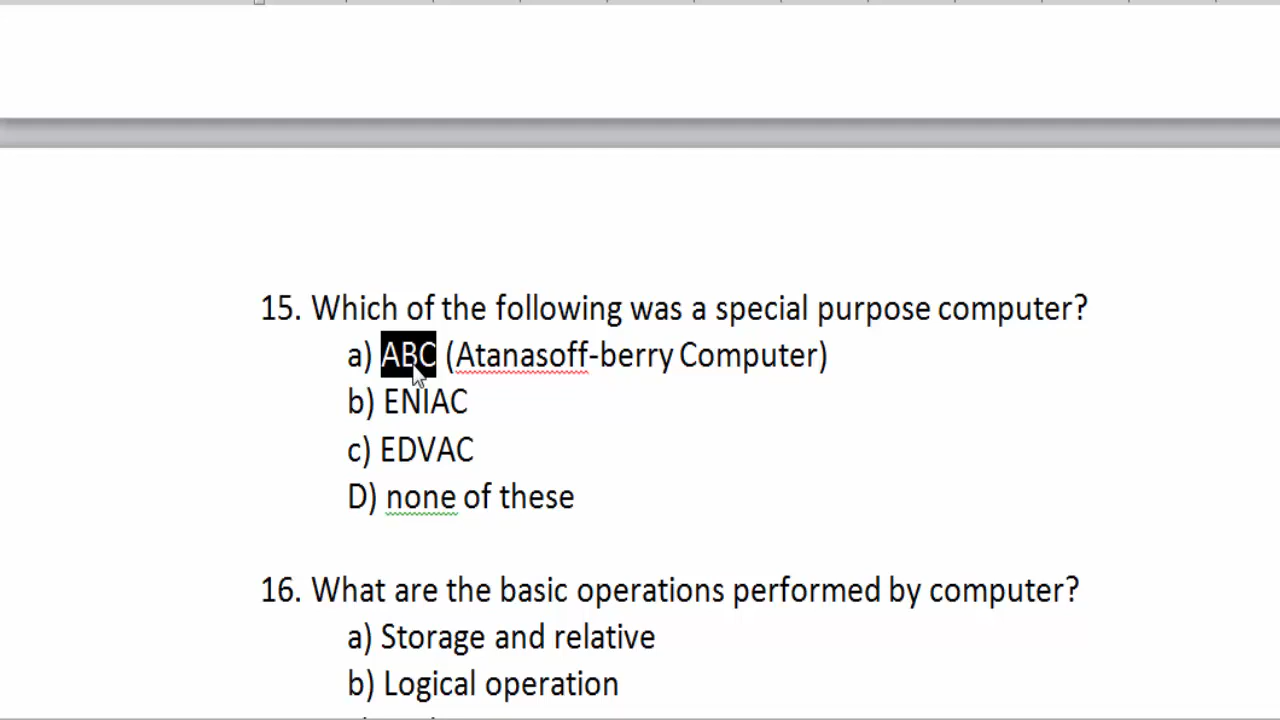 15. Which of the following was a special purpose computer?
a) ABC (Atanasoff-berry Computer)
b) ENIAC
c) EDVAC
D) none of these
16. What are the basic operations performed by computer?
a) Storage and relative
b) Logical operation